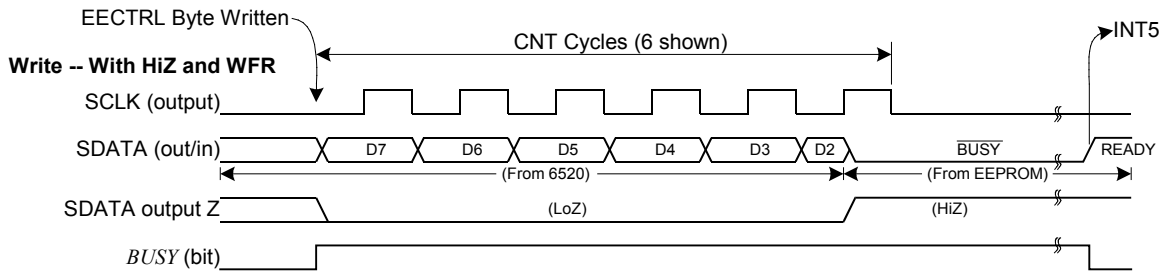 EECTRL Byte Written
INT5
CNT Cycles (6 shown)
Write -- With HiZ and WFR
SCLK (output)
SDATA (out/in) D7 D6 D5 D4 D3 D2 BUSY READY
(From 6520) (From EEPROM)
SDATA output Z (LoZ) (HiZ)
BUSY (bit)